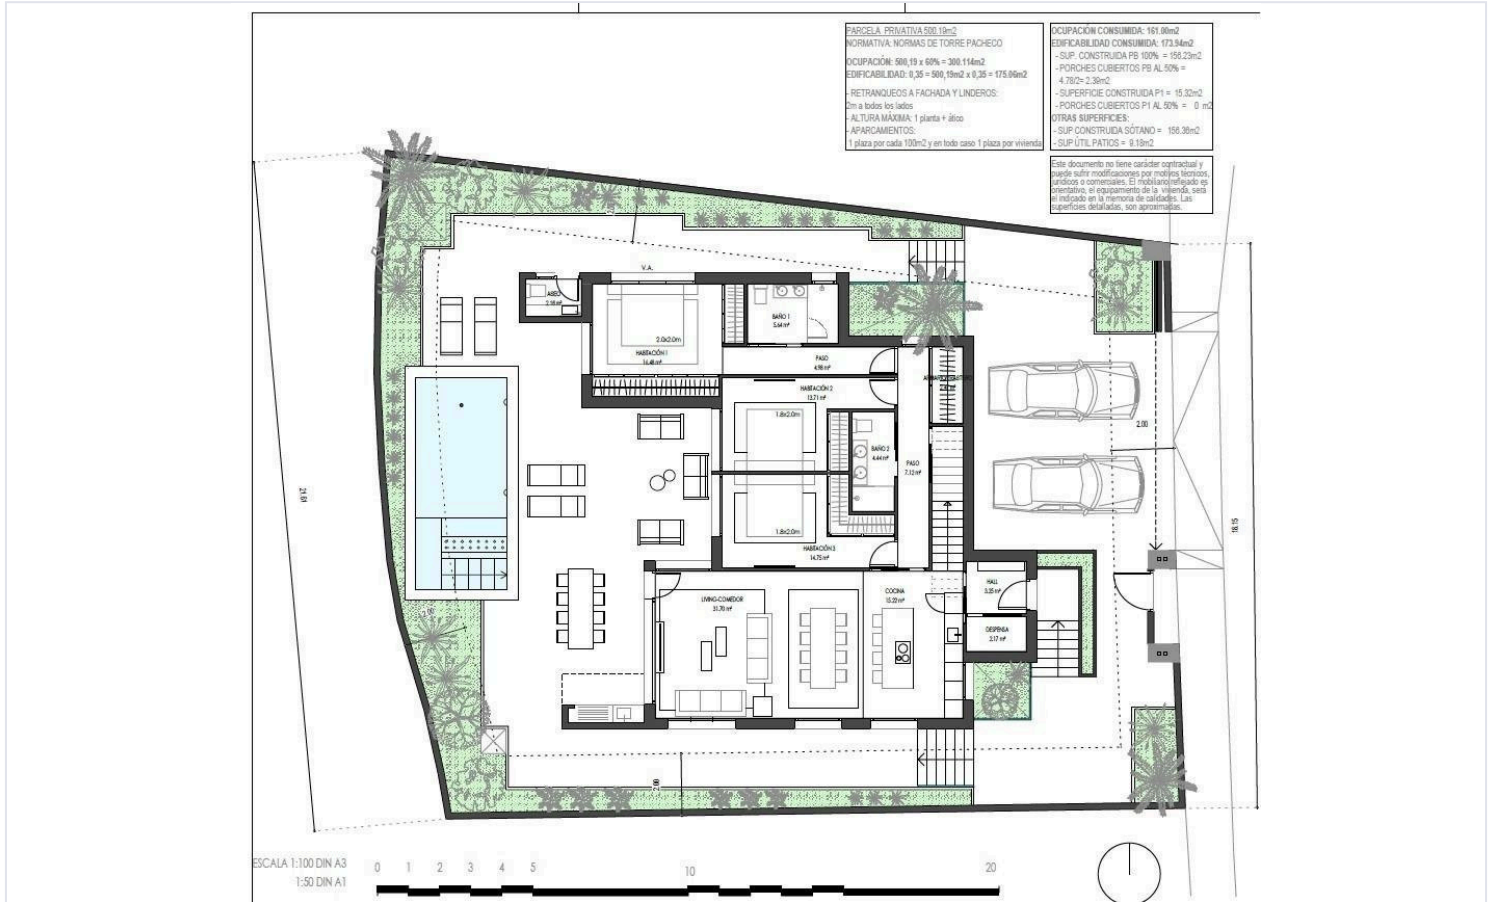 PARCELA PRIVATIVA 500.19m2
NORMATIVA: NORMAS DE TORRE PACHECO
OCUPACIÓN: 500,19 x 60% = 300.114m2
EDIFICABILIDAD: 0,35 = 500,19m2 x 0,35 = 175.06m2
- RETRANQUEOS A FACHADA Y LINDEROS:
2m a todos los lados
- ALTURA MÁXIMA: 1 planta + ático
- APARCAMIENTOS:
1 plaza por cada 100m2 y en todo caso 1 plaza por vivienda
OCUPACIÓN CONSUMIDA: 161.00m2
EDIFICABILIDAD CONSUMIDA: 173.94m2
- SUP. CONSTRUIDA PB 100% = 156.23m2
- PORCHES CUBIERTOS PB AL 50% =
4.78/2= 2.39m2
- SUPERFICIE CONSTRUIDA P1 = 15.32m2
- PORCHES CUBIERTOS P1 AL 50% = 0 m2
OTRAS SUPERFICIES:
- SUP CONSTRUIDA SÓTANO = 156.36m2
- SUP ÚTIL PATIOS = 9.18m2
Este documento no tiene carácter contractual y
puede sufrir modificaciones por motivos técnicos,
jurídicos o comerciales. El mobiliario reflejado es
orientativo, el equipamiento de la vivienda, será
el indicado en la memoria de calidades. Las
superficies detalladas, son aproximadas.
V.A.
ASEO
BAÑO 1
5.64 m²
2.0x2.0m
HABITACIÓN 1
PASO
4.98 m²
HABITACIÓN 2
13.71 m²
1.8x2.0m
BAÑO 2
4.44 m²
PASO
7.12 m²
2.00
1.8x2.0m
HABITACIÓN 3
14.75 m²
21.51
18.15
LIVING-COMEDOR
31.70 m²
COCINA
15.22 m²
HALL
3.25 m²
DESPENSA
2.17 m²
2.00
2.00
ESCALA 1:100 DIN A3
1:50 DIN A1
0 1 2 3 4 5 10 20